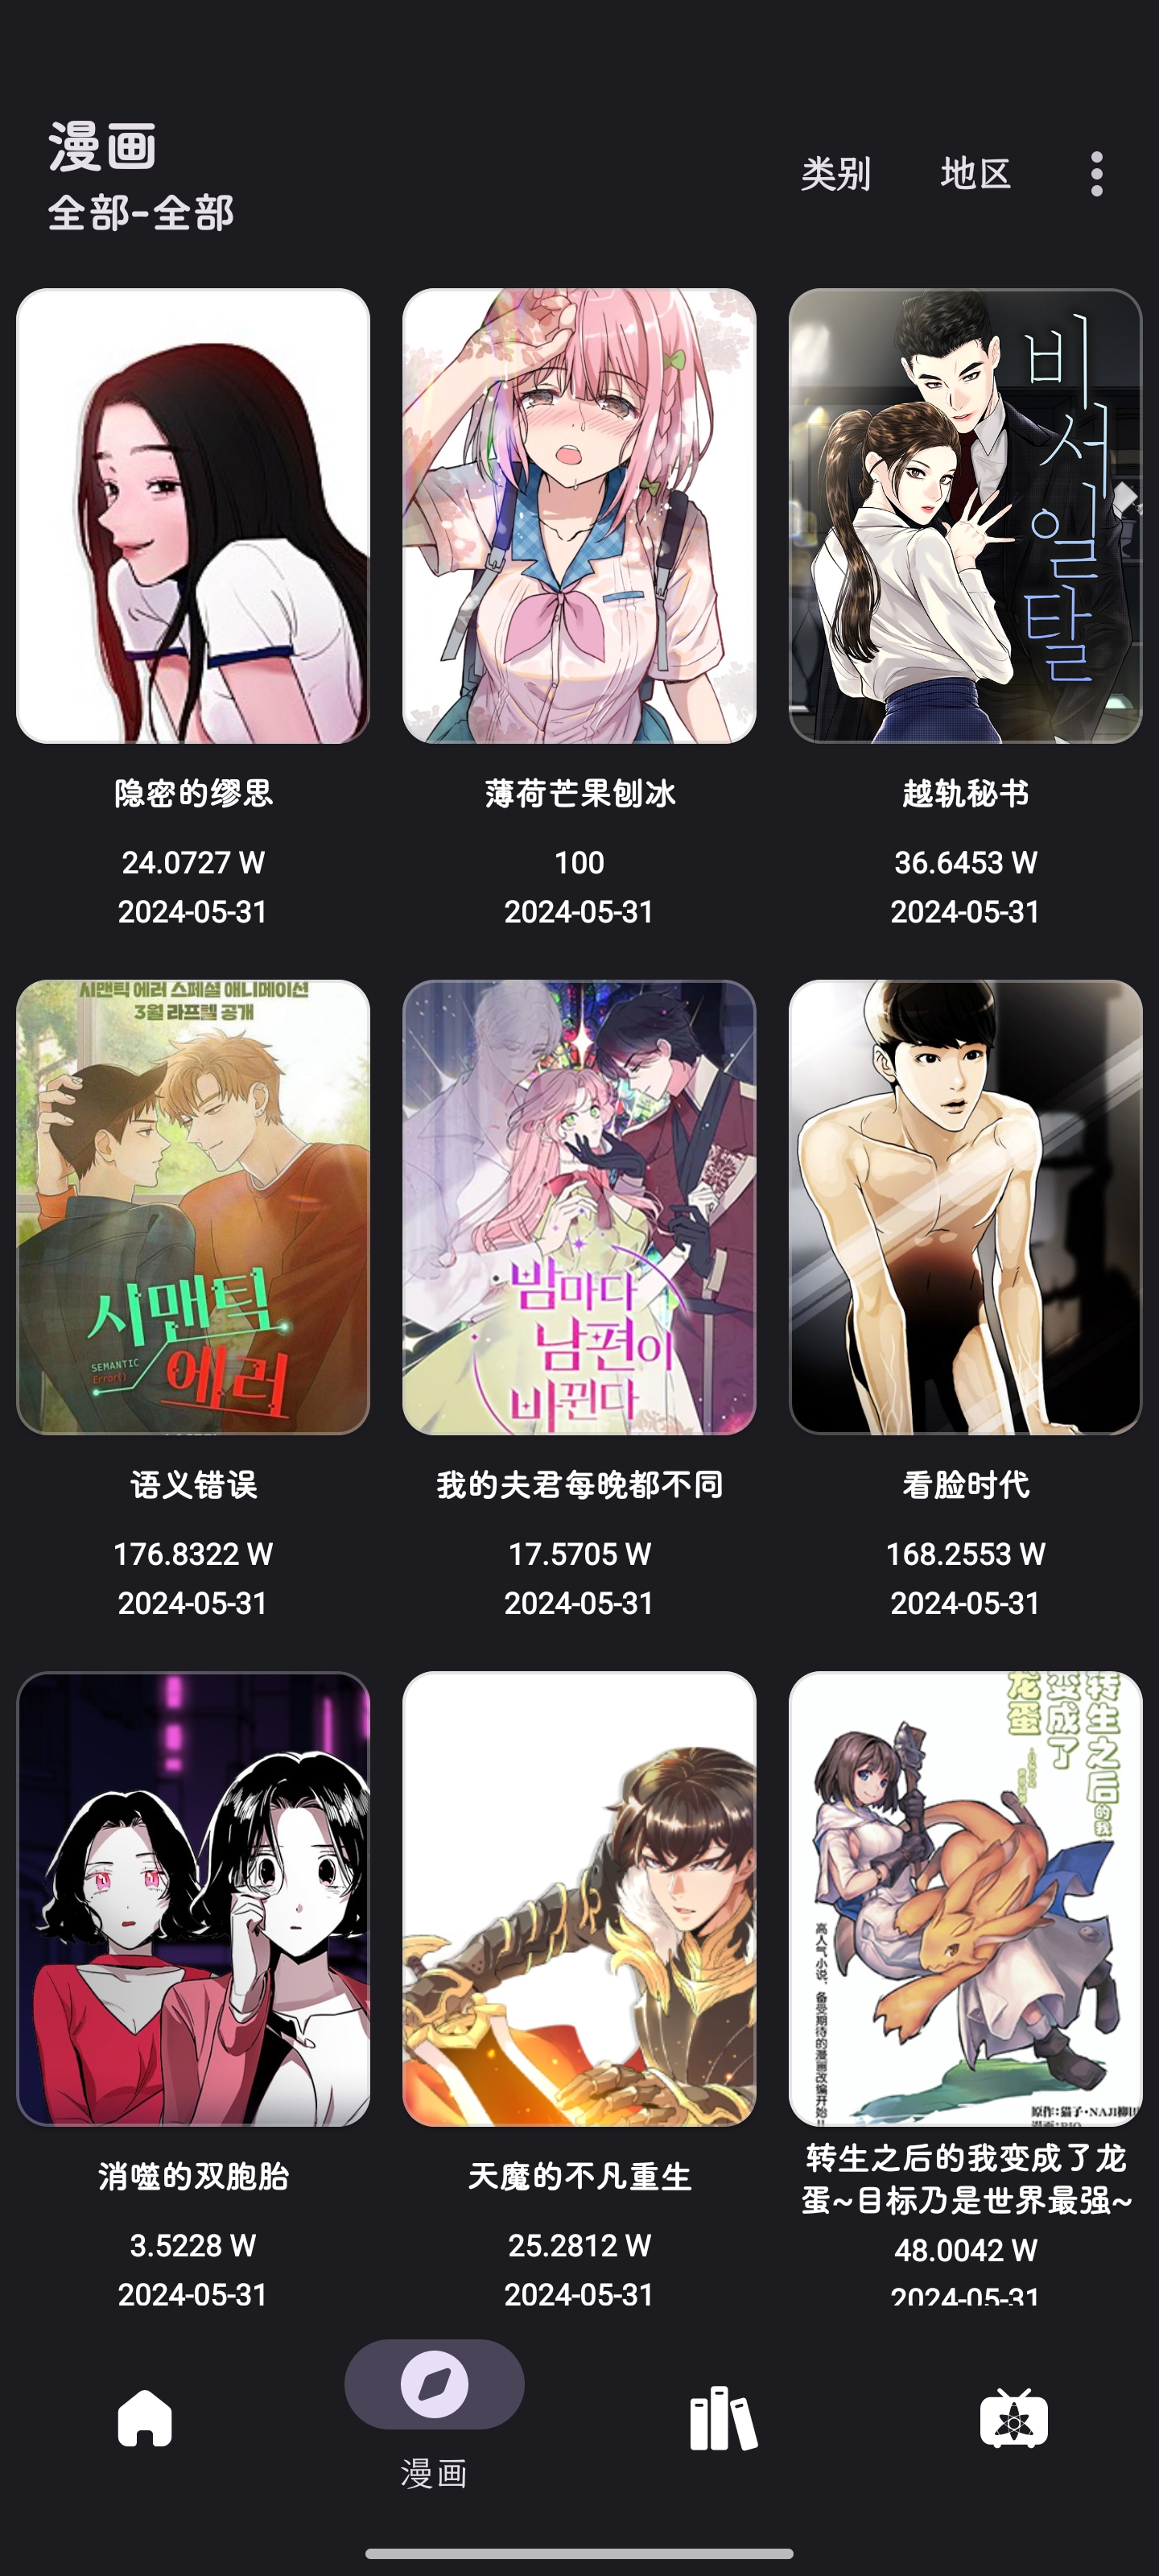 漫画
全部-全部
类别
地区
비
서
일
탈
隐密的缪思
24.0727 W
2024-05-31
薄荷芒果刨冰
100
2024-05-31
越轨秘书
36.6453 W
2024-05-31
시맨틱 에러 스페셜 애니메이션
3월 라프텔 공개
시맨틱
에러
SEMANTIC
Error()
밤마다
남편이
바뀐다
语义错误
176.8322 W
2024-05-31
我的夫君每晚都不同
17.5705 W
2024-05-31
看脸时代
168.2553 W
2024-05-31
转生之后的我
变成了
龙蛋
高人气小说，备受期待的漫画改编开始!!
原作:猫子·NAJI柳田
消噬的双胞胎
3.5228 W
2024-05-31
天魔的不凡重生
25.2812 W
2024-05-31
转生之后的我变成了龙
蛋~目标乃是世界最强~
48.0042 W
2024-05-31
漫画